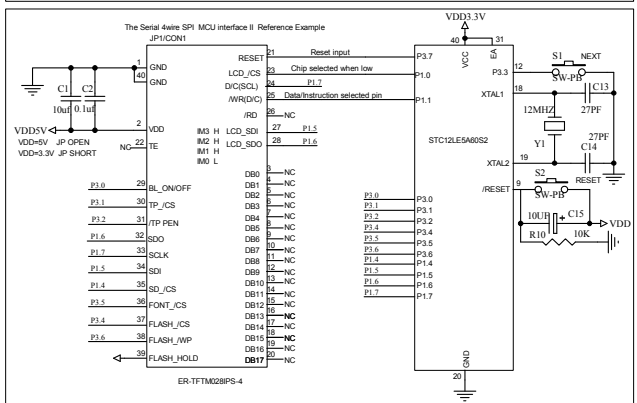 The Serial 4wire SPI MCU interface II Reference Example
JP1/CON1
VDD3.3V
1 GND
40 GND
C1 C2
10uf 0.1uf
VDD5V
VDD=5V JP OPEN
VDD=3.3V JP SHORT
2 VDD
NC 22 TE
P3.0 29 BL_ON/OFF
P3.1 30 TP_/CS
P3.2 31 /TP PEN
P1.6 32 SDO
P1.7 33 SCLK
P1.5 34 SDI
P1.4 35 SD_/CS
P3.5 36 FONT_/CS
P3.4 37 FLASH_/CS
P3.6 38 FLASH_/WP
39 FLASH_HOLD
RESET 21 Reset input P3.7
LCD_/CS 23 Chip selected when low P1.0
D/C(SCL) 24 P1.7
/WR(D/C) 25 Data/Instruction selected pin P1.1
/RD 26 NC
IM3 H LCD_SDI 27 P1.5
IM2 H LCD_SDO 28 P1.6
IM1 H
IM0 L
DB0 3 NC
DB1 4 NC
DB2 5 NC
DB3 6 NC
DB4 7 NC
DB5 8 NC
DB6 9 NC
DB7 10 NC
DB8 11 NC
DB9 12 NC
DB10 13 NC
DB11 14 NC
DB12 15 NC
DB13 16 NC
DB14 17 NC
DB15 18 NC
DB16 19 NC
DB17 20 NC
ER-TFTM028IPS-4
40 31
VCC EA
STC12LE5A60S2
P3.0 P3.0
P3.1 P3.1
P3.2 P3.2
P3.4 P3.4
P3.5 P3.5
P3.6 P3.6
P1.4 P1.4
P1.5 P1.5
P1.6 P1.6
P1.7 P1.7
GND
20
P3.3 12 S1 NEXT
SW-PB
XTAL1 18 C13
27PF
12MHZ
Y1
27PF
XTAL2 19 C14
S2 RESET
/RESET 9 SW-PB
10UF + C15 VDD
R10 10K